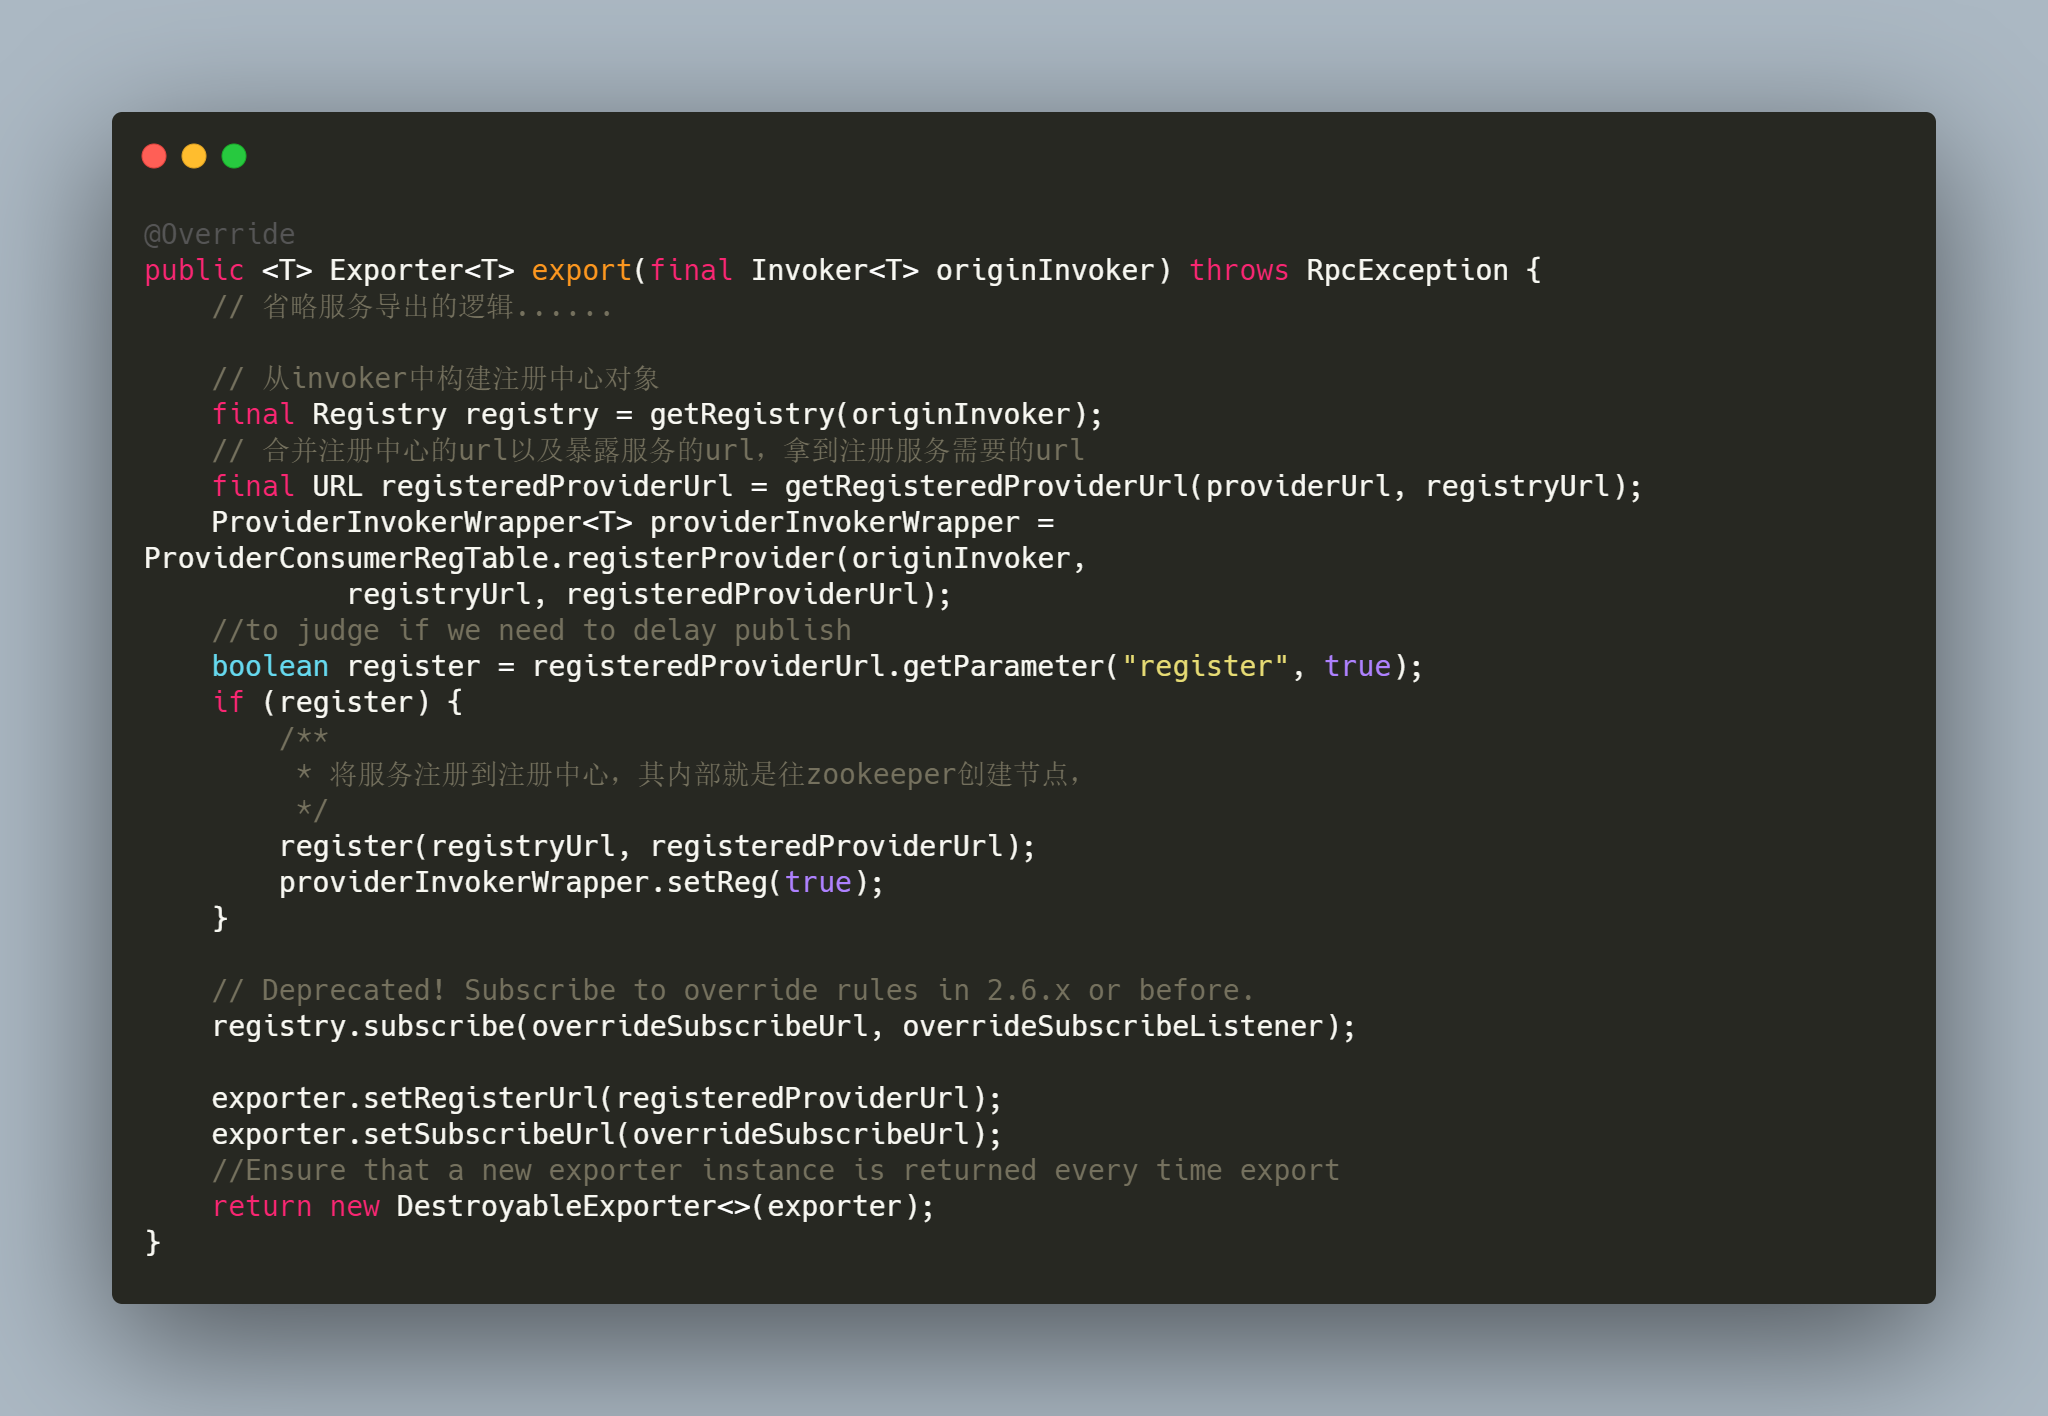 @Override
public <T> Exporter<T> export(final Invoker<T> originInvoker) throws RpcException {
    // 省略服务导出的逻辑......

    // 从invoker中构建注册中心对象
    final Registry registry = getRegistry(originInvoker);
    // 合并注册中心的url以及暴露服务的url，拿到注册服务需要的url
    final URL registeredProviderUrl = getRegisteredProviderUrl(providerUrl, registryUrl);
    ProviderInvokerWrapper<T> providerInvokerWrapper =
ProviderConsumerRegTable.registerProvider(originInvoker,
            registryUrl, registeredProviderUrl);
    //to judge if we need to delay publish
    boolean register = registeredProviderUrl.getParameter("register", true);
    if (register) {
        /**
         * 将服务注册到注册中心，其内部就是往zookeeper创建节点，
         */
        register(registryUrl, registeredProviderUrl);
        providerInvokerWrapper.setReg(true);
    }

    // Deprecated! Subscribe to override rules in 2.6.x or before.
    registry.subscribe(overrideSubscribeUrl, overrideSubscribeListener);

    exporter.setRegisterUrl(registeredProviderUrl);
    exporter.setSubscribeUrl(overrideSubscribeUrl);
    //Ensure that a new exporter instance is returned every time export
    return new DestroyableExporter<>(exporter);
}